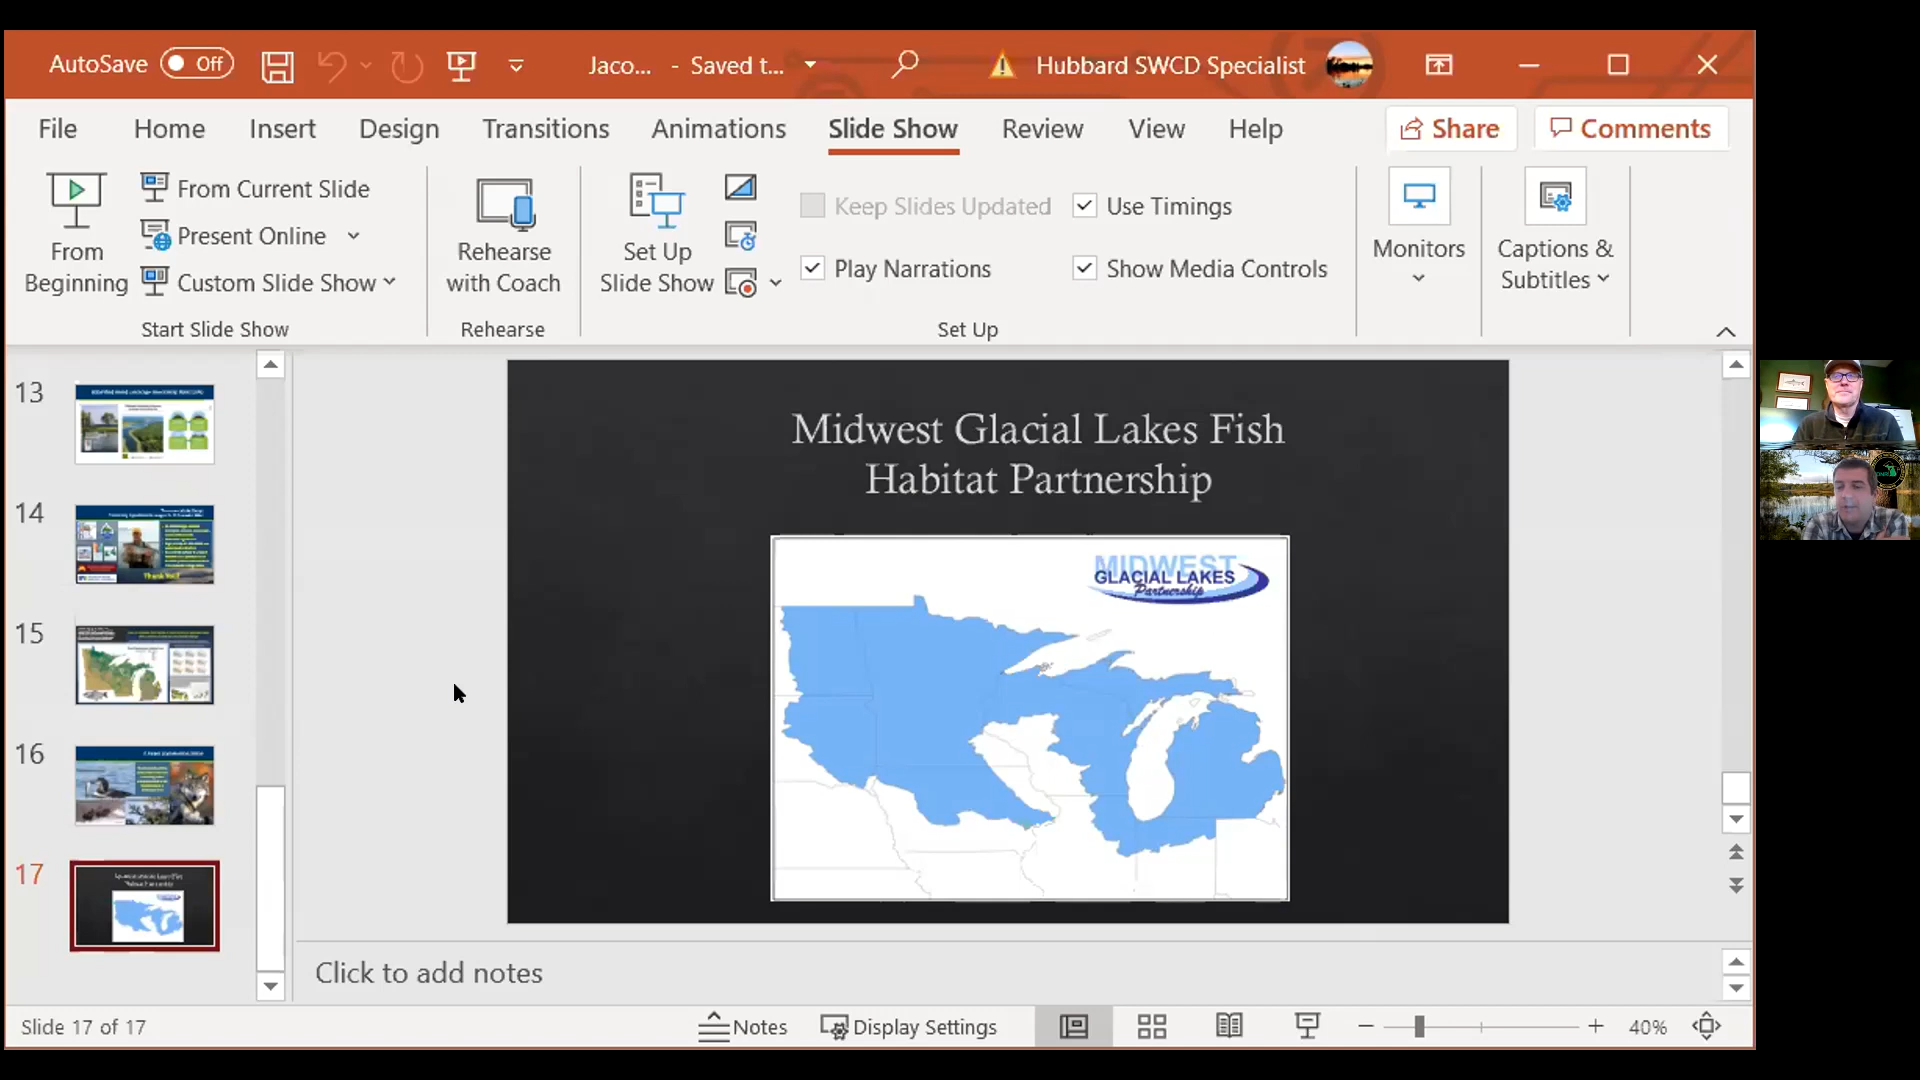 AutoSave Off
Jaco... - Saved t...
Hubbard SWCD Specialist
File Home Insert Design Transitions Animations Slide Show Review View Help
Share Comments
From Beginning
From Current Slide
Present Online
Custom Slide Show
Start Slide Show
Rehearse with Coach
Rehearse
Set Up Slide Show
Keep Slides Updated
Use Timings
Play Narrations
Show Media Controls
Set Up
Monitors
Captions & Subtitles
13
14
Thank You!
15
16
17
Midwest Glacial Lakes Fish
Habitat Partnership
MIDWEST
GLACIAL LAKES
Partnership
Click to add notes
Slide 17 of 17
Notes
Display Settings
40%